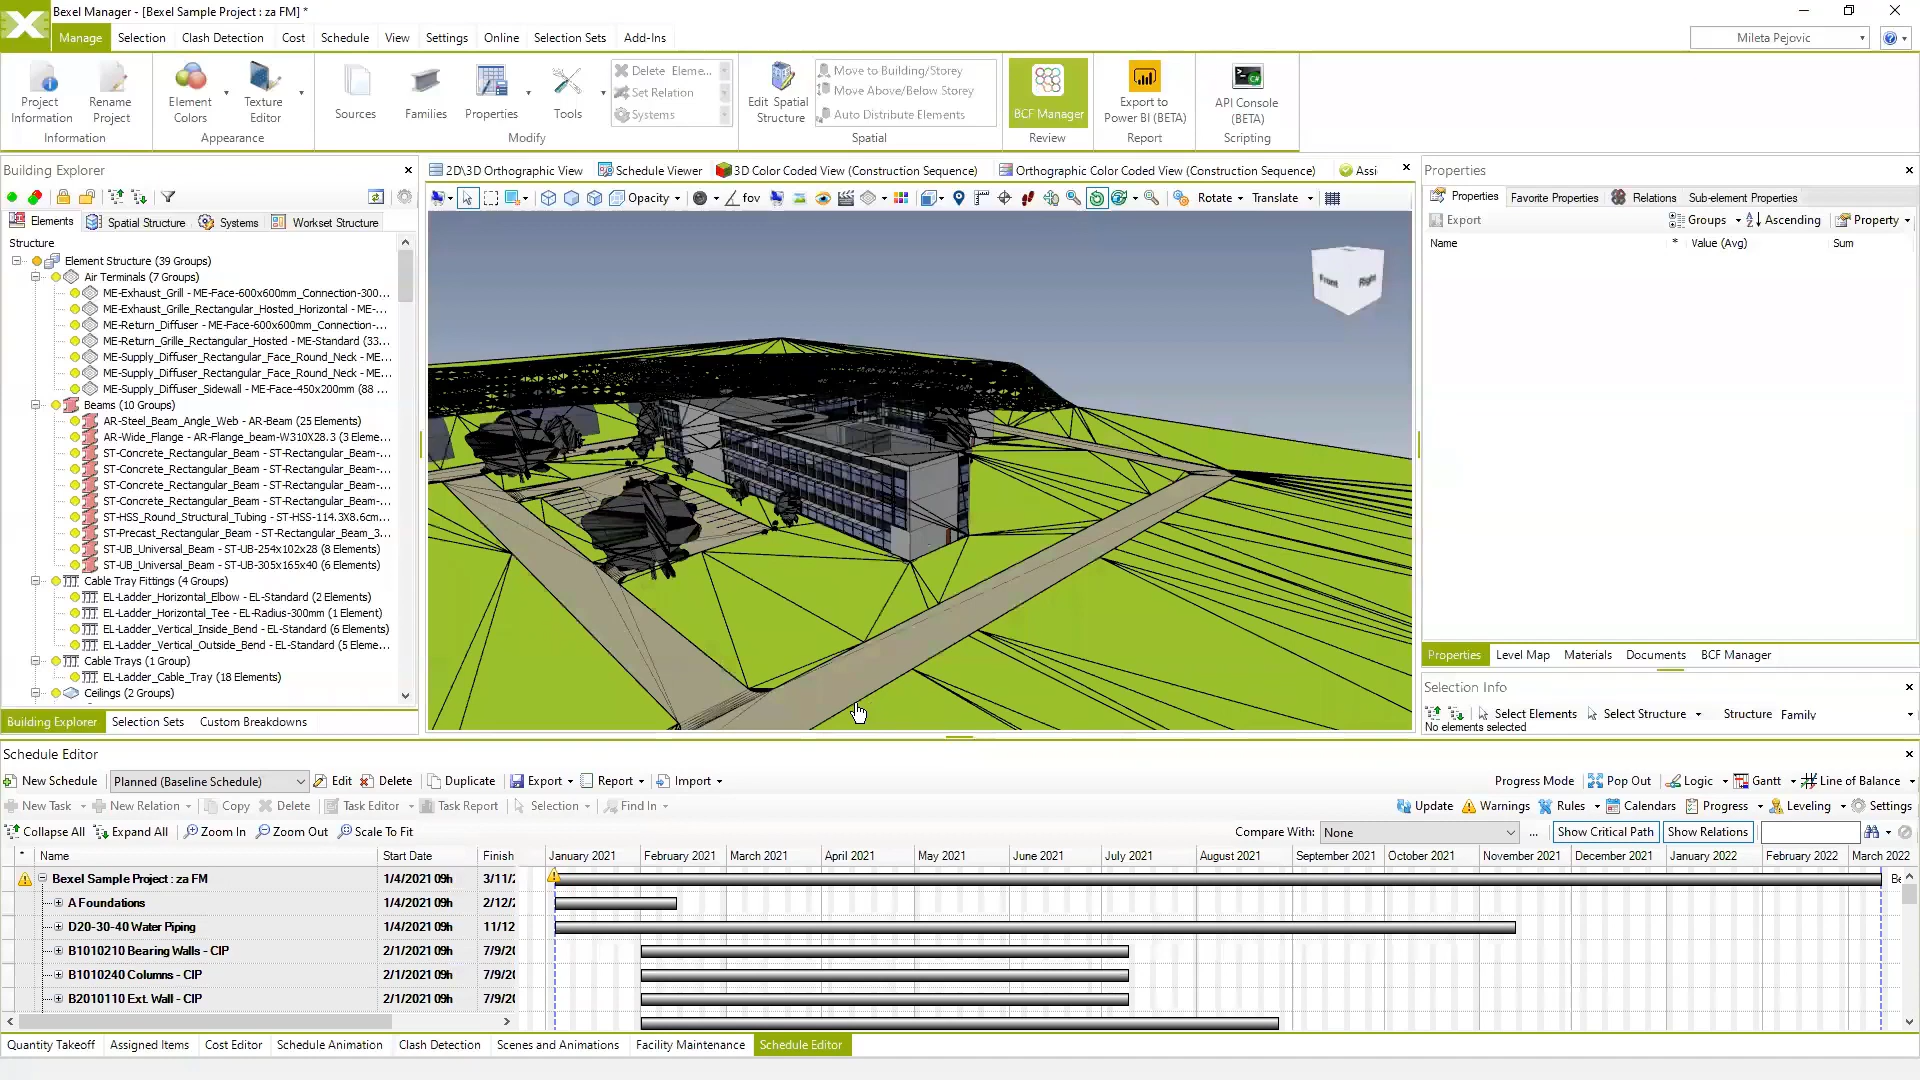 Bexel Manager - [Bexel Sample Project : za FM] *
Manage Selection Clash Detection Cost Schedule View Settings Online Selection Sets Add-Ins Mileta Pejovic
Project Information
Rename Project
Information
Element Colors
Texture Editor
Appearance
Sources
Families
Properties
Tools
Delete Eleme...
Set Relation
Systems
Modify
Edit Spatial Structure
Move to Building/Storey
Move Above/Below Storey
Auto Distribute Elements
Spatial
BCF Manager
Review
Export to Power BI (BETA)
Report
API Console (BETA)
Scripting
Building Explorer
Elements Spatial Structure Systems Workset Structure
Structure
Element Structure (39 Groups)
Air Terminals (7 Groups)
ME-Exhaust_Grill - ME-Face-600x600mm_Connection-300...
ME-Exhaust_Grille_Rectangular_Hosted_Horizontal - ME-...
ME-Return_Diffuser - ME-Face-600x600mm_Connection-...
ME-Return_Grille_Rectangular_Hosted - ME-Standard (33...
ME-Supply_Diffuser_Rectangular_Face_Round_Neck - ME...
ME-Supply_Diffuser_Rectangular_Face_Round_Neck - ME...
ME-Supply_Diffuser_Sidewall - ME-Face-450x200mm (88 ...
Beams (10 Groups)
AR-Steel_Beam_Angle_Web - AR-Beam (25 Elements)
AR-Wide_Flange - AR-Flange_beam-W310X28.3 (3 Eleme...
ST-Concrete_Rectangular_Beam - ST-Rectangular_Beam-...
ST-Concrete_Rectangular_Beam - ST-Rectangular_Beam-...
ST-Concrete_Rectangular_Beam - ST-Rectangular_Beam-...
ST-Concrete_Rectangular_Beam - ST-Rectangular_Beam-...
ST-HSS_Round_Structural_Tubing - ST-HSS-114.3X8.6cm...
ST-Precast_Rectangular_Beam - ST-Rectangular_Beam_3...
ST-UB_Universal_Beam - ST-UB-254x102x28 (8 Elements)
ST-UB_Universal_Beam - ST-UB-305x165x40 (6 Elements)
Cable Tray Fittings (4 Groups)
EL-Ladder_Horizontal_Elbow - EL-Standard (2 Elements)
EL-Ladder_Horizontal_Tee - EL-Radius-300mm (1 Element)
EL-Ladder_Vertical_Inside_Bend - EL-Standard (6 Elements)
EL-Ladder_Vertical_Outside_Bend - EL-Standard (5 Eleme...
Cable Trays (1 Group)
EL-Ladder_Cable_Tray (18 Elements)
Ceilings (2 Groups)
Building Explorer Selection Sets Custom Breakdowns
2D\3D Orthographic View Schedule Viewer 3D Color Coded View (Construction Sequence) Orthographic Color Coded View (Construction Sequence) Assi
Opacity fov Rotate Translate
Front Right
Properties
Properties Favorite Properties Relations Sub-element Properties
Export Groups Ascending Property
Name * Value (Avg) Sum
Properties Level Map Materials Documents BCF Manager
Selection Info
Select Elements Select Structure Structure Family
No elements selected
Schedule Editor
New Schedule Planned (Baseline Schedule) Edit Delete Duplicate Export Report Import Progress Mode Pop Out Logic Gantt Line of Balance
New Task New Relation Copy Delete Task Editor Task Report Selection Find In Update Warnings Rules Calendars Progress Leveling Settings
Collapse All Expand All Zoom In Zoom Out Scale To Fit Compare With: None ... Show Critical Path Show Relations
* Name Start Date Finish January 2021 February 2021 March 2021 April 2021 May 2021 June 2021 July 2021 August 2021 September 2021 October 2021 November 2021 December 2021 January 2022 February 2022 March 2022
Bexel Sample Project : za FM 1/4/2021 09h 3/11/2 Be
A Foundations 1/4/2021 09h 2/12/2
D20-30-40 Water Piping 1/4/2021 09h 11/12
B1010210 Bearing Walls - CIP 2/1/2021 09h 7/9/20
B1010240 Columns - CIP 2/1/2021 09h 7/9/20
B2010110 Ext. Wall - CIP 2/1/2021 09h 7/9/20
Quantity Takeoff Assigned Items Cost Editor Schedule Animation Clash Detection Scenes and Animations Facility Maintenance Schedule Editor